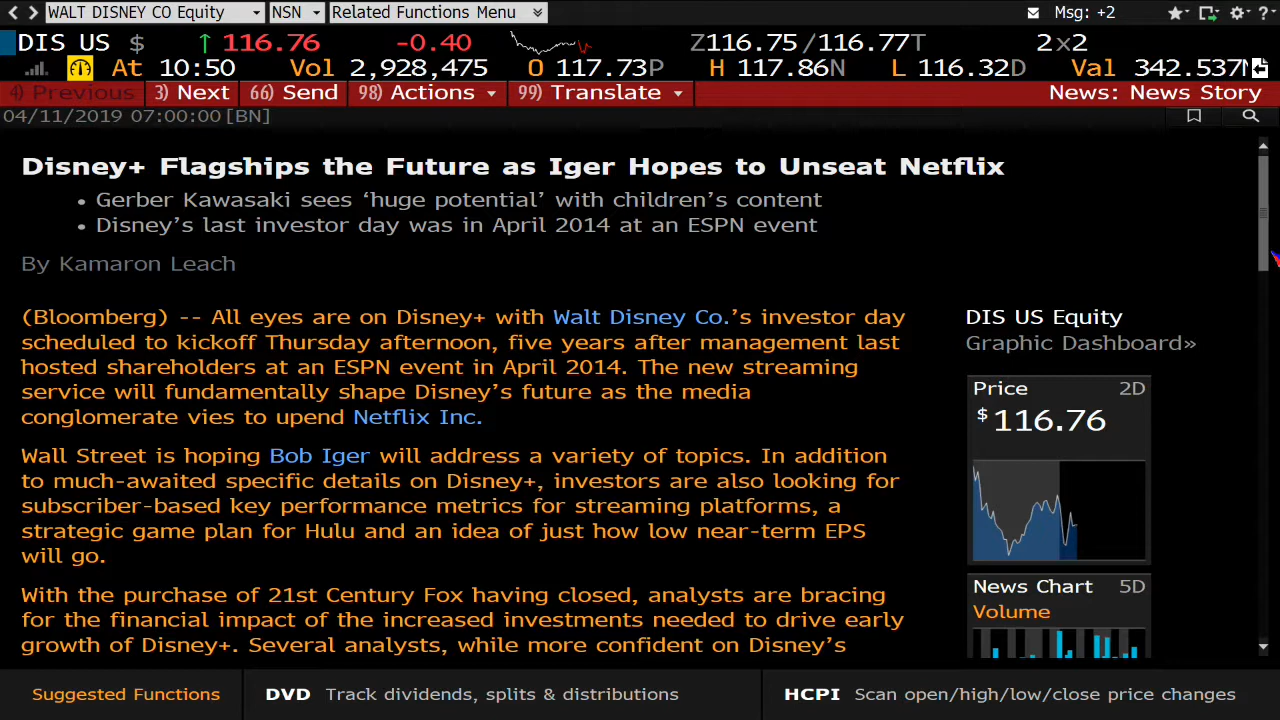 WALT DISNEY CO Equity NSN Related Functions Menu Msg: +2
DIS US $ ↑ 116.76 -0.40 Z116.75/116.77T 2x2
At 10:50 Vol 2,928,475 O 117.73P H 117.86N L 116.32D Val 342.537M
4) Previous 3) Next 66) Send 98) Actions 99) Translate News: News Story
04/11/2019 07:00:00 [BN]
Disney+ Flagships the Future as Iger Hopes to Unseat Netflix
• Gerber Kawasaki sees ‘huge potential’ with children’s content
• Disney’s last investor day was in April 2014 at an ESPN event
By Kamaron Leach
(Bloomberg) -- All eyes are on Disney+ with Walt Disney Co.’s investor day
scheduled to kickoff Thursday afternoon, five years after management last
hosted shareholders at an ESPN event in April 2014. The new streaming
service will fundamentally shape Disney’s future as the media
conglomerate vies to upend Netflix Inc.
Wall Street is hoping Bob Iger will address a variety of topics. In addition
to much-awaited specific details on Disney+, investors are also looking for
subscriber-based key performance metrics for streaming platforms, a
strategic game plan for Hulu and an idea of just how low near-term EPS
will go.
With the purchase of 21st Century Fox having closed, analysts are bracing
for the financial impact of the increased investments needed to drive early
growth of Disney+. Several analysts, while more confident on Disney’s
DIS US Equity
Graphic Dashboard»
Price 2D
$116.76
News Chart 5D
Volume
Suggested Functions DVD Track dividends, splits & distributions HCPI Scan open/high/low/close price changes